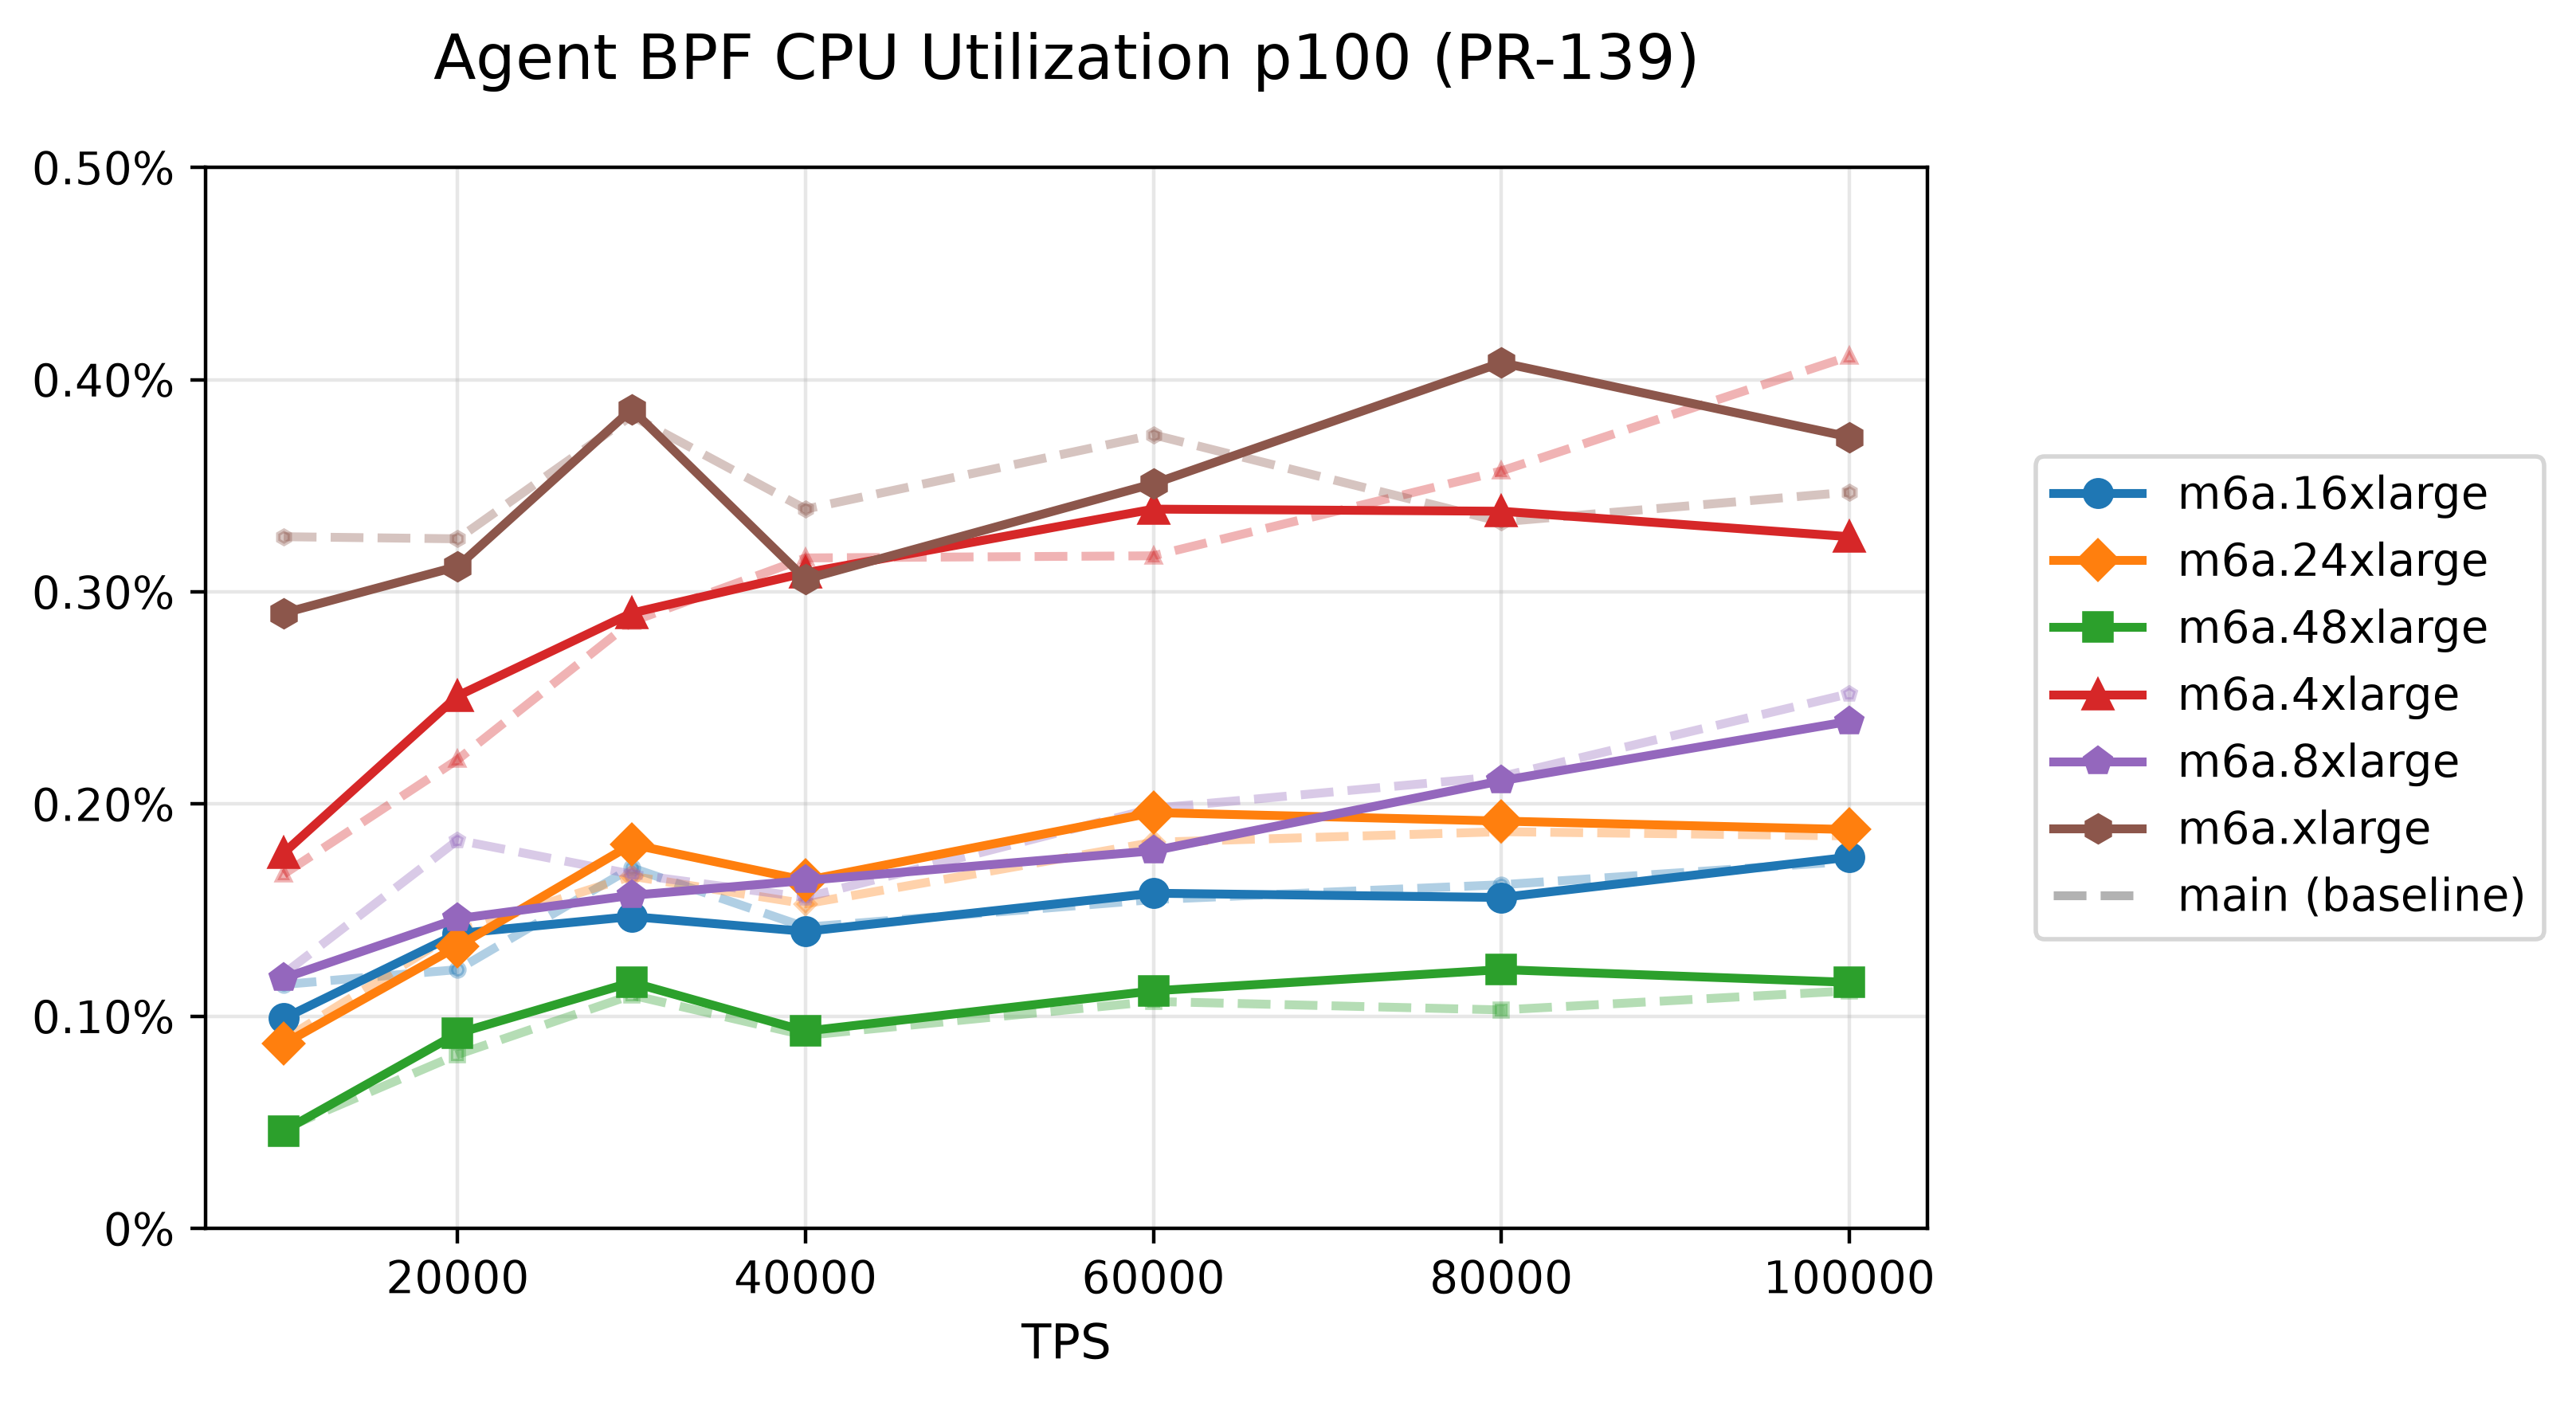 Agent BPF CPU Utilization p100 (PR-139)
0.50%
0.40%
0.30%
0.20%
0.10%
0%
20000 40000 60000 80000 100000
TPS
m6a.16xlarge
m6a.24xlarge
m6a.48xlarge
m6a.4xlarge
m6a.8xlarge
m6a.xlarge
main (baseline)